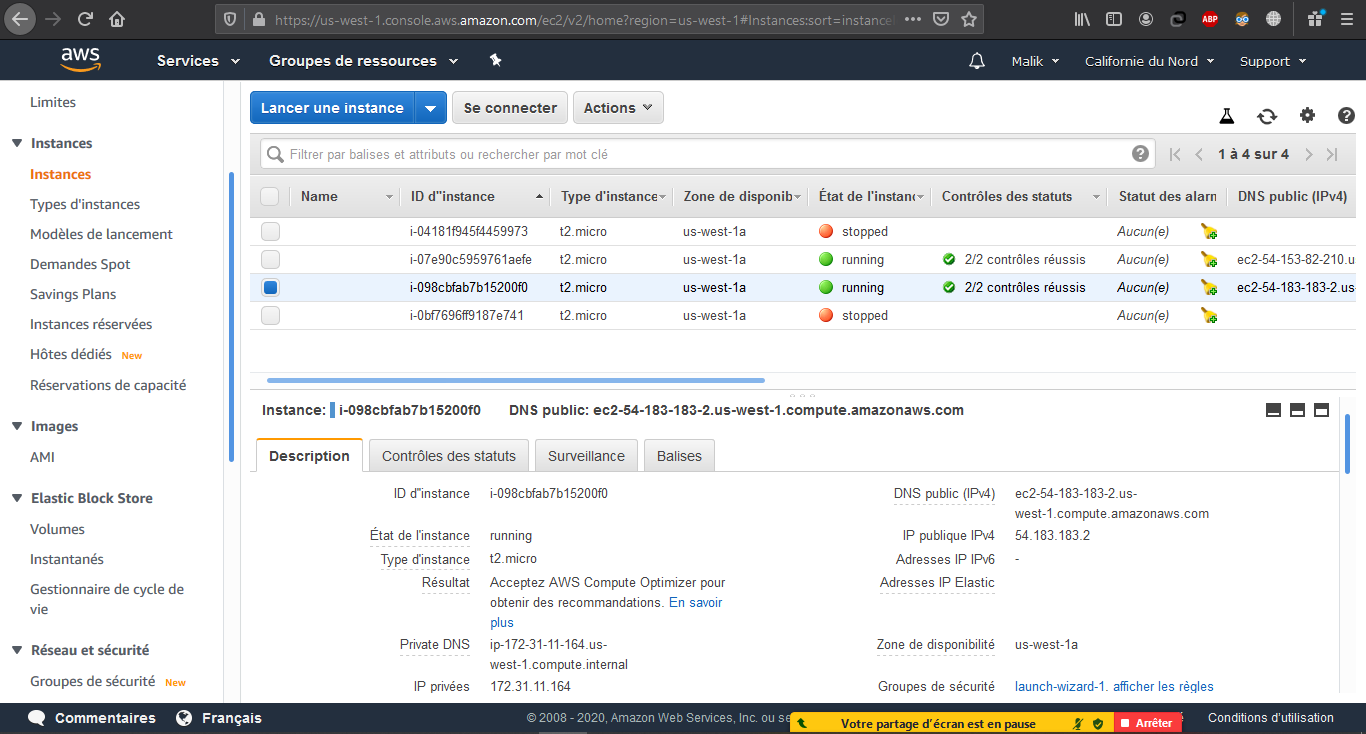 https://us-west-1.console.aws.amazon.com/ec2/v2/home?region=us-west-1#Instances:sort=instanceI
ABP
aws Services Groupes de ressources Malik Californie du Nord Support
Limites
Instances
Instances
Types d'instances
Modèles de lancement
Demandes Spot
Savings Plans
Instances réservées
Hôtes dédiés New
Réservations de capacité
Images
AMI
Elastic Block Store
Volumes
Instantanés
Gestionnaire de cycle de
vie
Réseau et sécurité
Groupes de sécurité New
Lancer une instance Se connecter Actions
Filtrer par balises et attributs ou rechercher par mot clé 1 à 4 sur 4
Name ID d"instance Type d'instance Zone de disponib État de l'instanc Contrôles des statuts Statut des alarn DNS public (IPv4)
i-04181f945f4459973 t2.micro us-west-1a stopped Aucun(e)
i-07e90c5959761aefe t2.micro us-west-1a running 2/2 contrôles réussis Aucun(e) ec2-54-153-82-210.u
i-098cbfab7b15200f0 t2.micro us-west-1a running 2/2 contrôles réussis Aucun(e) ec2-54-183-183-2.us-
i-0bf7696ff9187e741 t2.micro us-west-1a stopped Aucun(e)
Instance: i-098cbfab7b15200f0 DNS public: ec2-54-183-183-2.us-west-1.compute.amazonaws.com
Description Contrôles des statuts Surveillance Balises
ID d"instance i-098cbfab7b15200f0 DNS public (IPv4) ec2-54-183-183-2.us-
west-1.compute.amazonaws.com
État de l'instance running IP publique IPv4 54.183.183.2
Type d'instance t2.micro Adresses IP IPv6 -
Résultat Acceptez AWS Compute Optimizer pour Adresses IP Elastic
obtenir des recommandations. En savoir
plus
Private DNS ip-172-31-11-164.us- Zone de disponibilité us-west-1a
west-1.compute.internal
IP privées 172.31.11.164 Groupes de sécurité launch-wizard-1. afficher les règles
Commentaires Français © 2008 - 2020, Amazon Web Services, Inc. ou se Conditions d'utilisation
Votre partage d'écran est en pause Arrêter